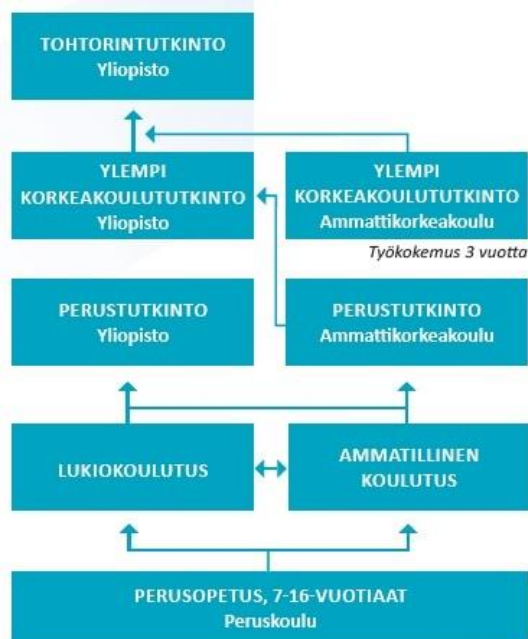 TOHTORINTUTKINTO
Yliopisto
YLEMPI
KORKEAKOULUTUTKINTO
Yliopisto
YLEMPI
KORKEAKOULUTUTKINTO
Ammattikorkeakoulu
Työkokemus 3 vuotta
PERUSTUTKINTO
Yliopisto
PERUSTUTKINTO
Ammattikorkeakoulu
LUKIOKOULUTUS
AMMATILLINEN
KOULUTUS
PERUSOPETUS, 7-16-VUOTIAAT
Peruskoulu